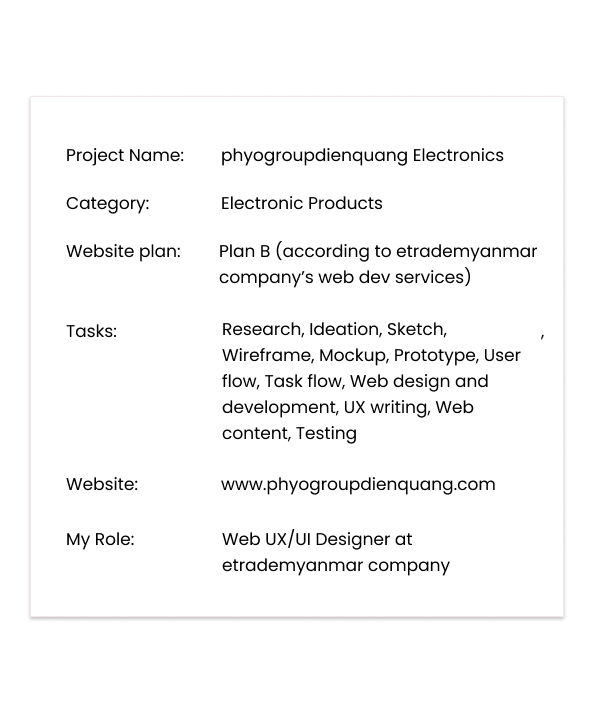 Project Name: phyogroupdienquang Electronics
Category: Electronic Products
Website plan: Plan B (according to etrademyanmar
company’s web dev services)
Tasks: Research, Ideation, Sketch, ,
Wireframe, Mockup, Prototype, User
flow, Task flow, Web design and
development, UX writing, Web
content, Testing
Website: www.phyogroupdienquang.com
My Role: Web UX/UI Designer at
etrademyanmar company